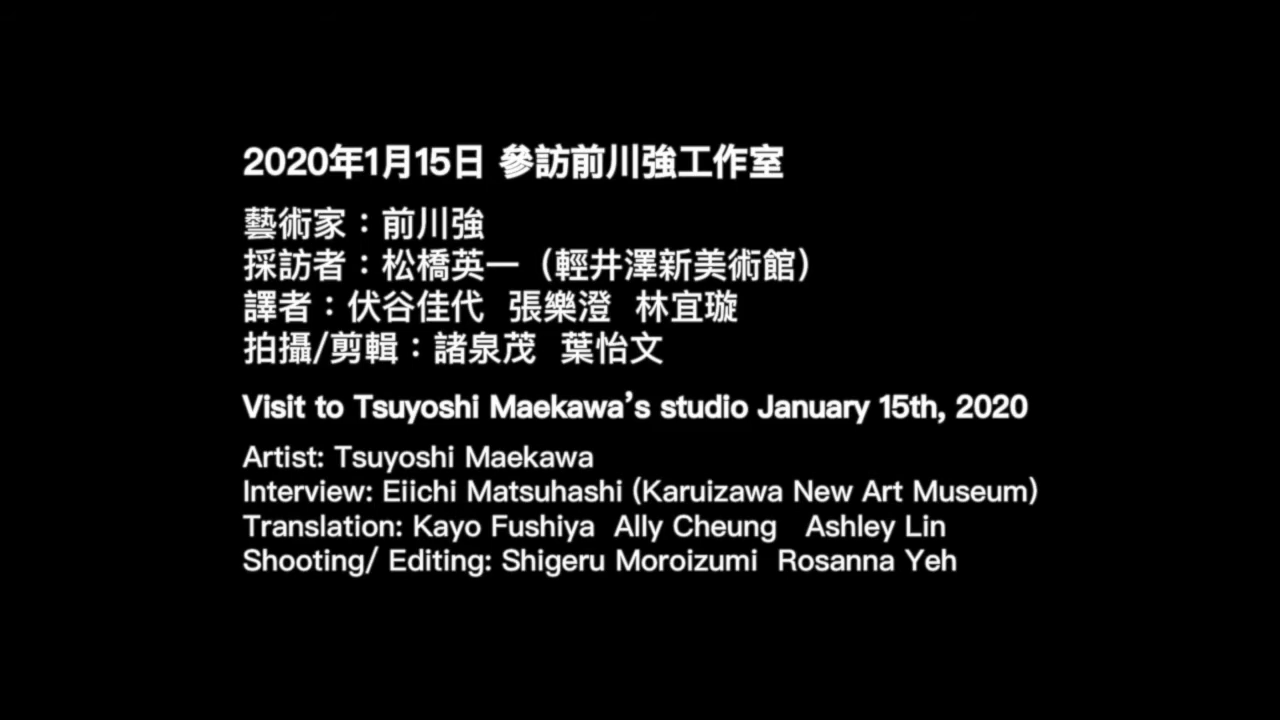 2020年1月15日 參訪前川強工作室
藝術家：前川強
採訪者：松橋英一（輕井澤新美術館）
譯者：伏谷佳代 張樂澄 林宜璇
拍攝/剪輯：諸泉茂 葉怡文
Visit to Tsuyoshi Maekawa’s studio January 15th, 2020
Artist: Tsuyoshi Maekawa
Interview: Eiichi Matsuhashi (Karuizawa New Art Museum)
Translation: Kayo Fushiya Ally Cheung Ashley Lin
Shooting/ Editing: Shigeru Moroizumi Rosanna Yeh